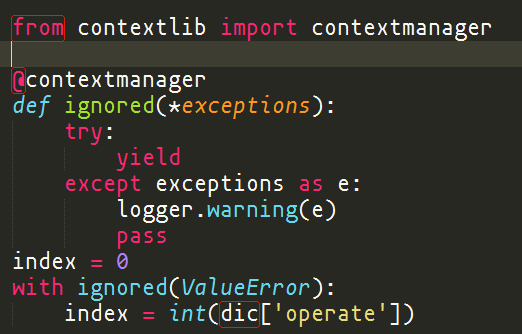 from contextlib import contextmanager
@contextmanager
def ignored(*exceptions):
    try:
        yield
    except exceptions as e:
        logger.warning(e)
        pass
index = 0
with ignored(ValueError):
    index = int(dic['operate'])